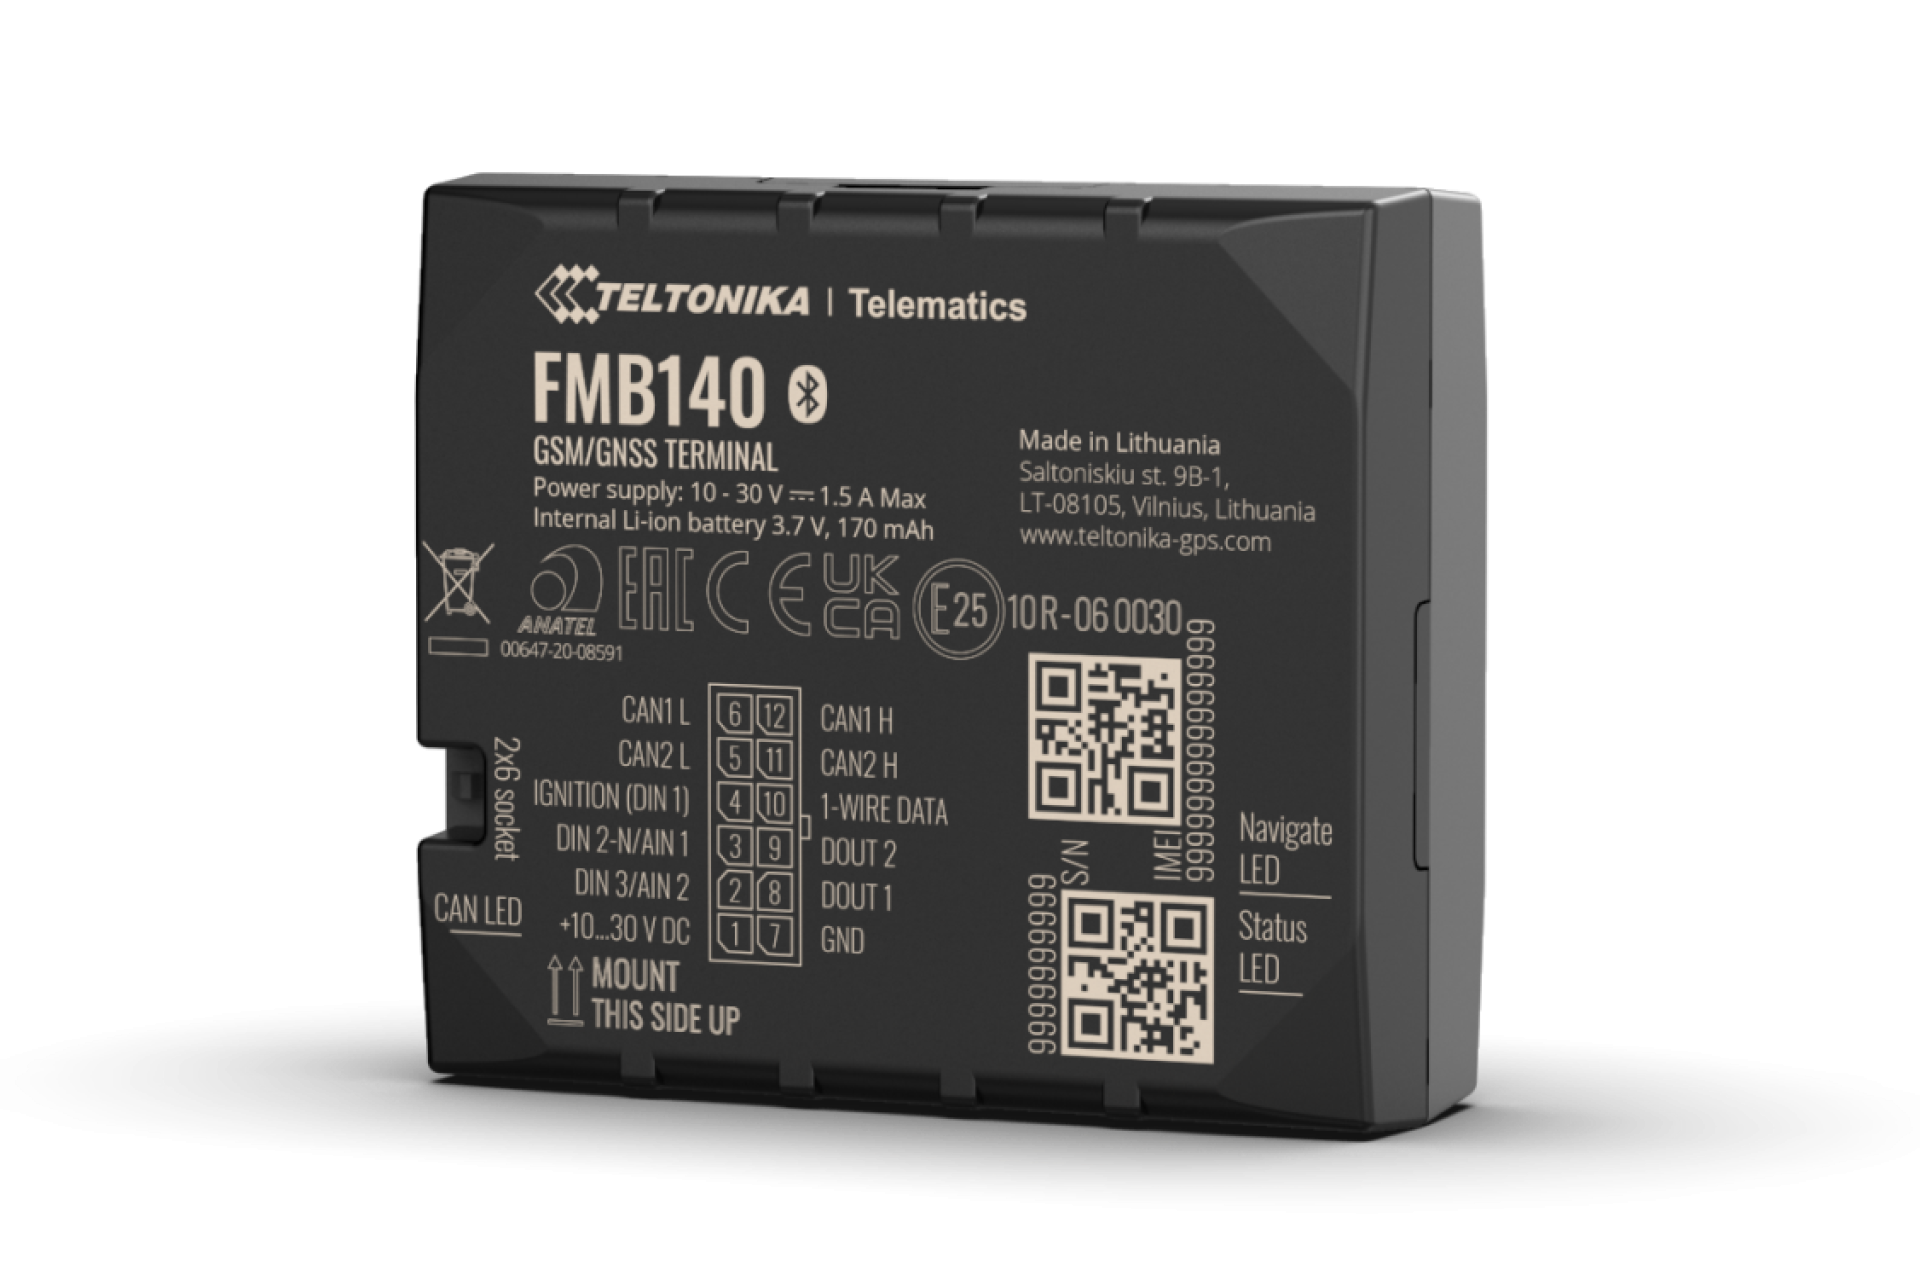 TELTONIKA | Telematics
FMB140
GSM/GNSS TERMINAL
Power supply: 10 - 30 V ⎓ 1.5 A Max
Internal Li-ion battery 3.7 V, 170 mAh
Made in Lithuania
Saltoniskiu st. 9B-1,
LT-08105, Vilnius, Lithuania
www.teltonika-gps.com
ANATEL
00647-20-08591
EAC CE UK CA E25 10R-06 0030
CAN1 L 6 12 CAN1 H
CAN2 L 5 11 CAN2 H
IGNITION (DIN 1) 4 10 1-WIRE DATA
DIN 2-N/AIN 1 3 9 DOUT 2
DIN 3/AIN 2 2 8 DOUT 1
+10...30 V DC 1 7 GND
2x6 socket
CAN LED
MOUNT
THIS SIDE UP
S/N
IMEI
Navigate
LED
Status
LED